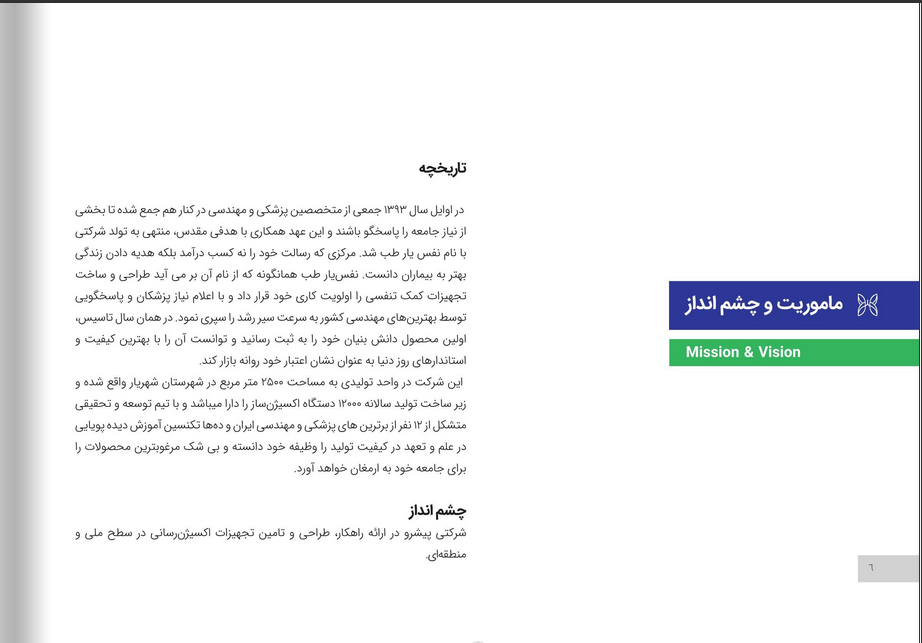 ماموریت و چشم انداز
Mission & Vision
تاریخچه
در اوایل سال ۱۳۹۳ جمعی از متخصصین پزشکی و مهندسی در کنار هم جمع شده تا بخشی
از نیاز جامعه را پاسخگو باشند و این عهد همکاری با هدفی مقدس، منتهی به تولد شرکتی
با نام نفس یار طب شد. مرکزی که رسالت خود را نه کسب درآمد بلکه هدیه دادن زندگی
بهتر به بیماران دانست. نفس‌یار طب همانگونه که از نام آن بر می آید طراحی و ساخت
تجهیزات کمک تنفسی را اولویت کاری خود قرار داد و با اعلام نیاز پزشکان و پاسخگویی
توسط بهترین‌های مهندسی کشور به سرعت سیر رشد را سپری نمود. در همان سال تاسیس،
اولین محصول دانش بنیان خود را به ثبت رسانید و توانست آن را با بهترین کیفیت و
استاندارهای روز دنیا به عنوان نشان اعتبار خود روانه بازار کند.
این شرکت در واحد تولیدی به مساحت ۲۵۰۰ متر مربع در شهرستان شهریار واقع شده و
زیر ساخت تولید سالانه ۱۲۰۰۰ دستگاه اکسیژن‌ساز را دارا میباشد و با تیم توسعه و تحقیقی
متشکل از ۱۲ نفر از برترین های پزشکی و مهندسی ایران و ده‌ها تکنسین آموزش دیده پویایی
در علم و تعهد در کیفیت تولید را وظیفه خود دانسته و بی شک مرغوبترین محصولات را
برای جامعه خود به ارمغان خواهد آورد.
چشم انداز
شرکتی پیشرو در ارائه راهکار، طراحی و تامین تجهیزات اکسیژن‌رسانی در سطح ملی و
منطقه‌ای.
٦